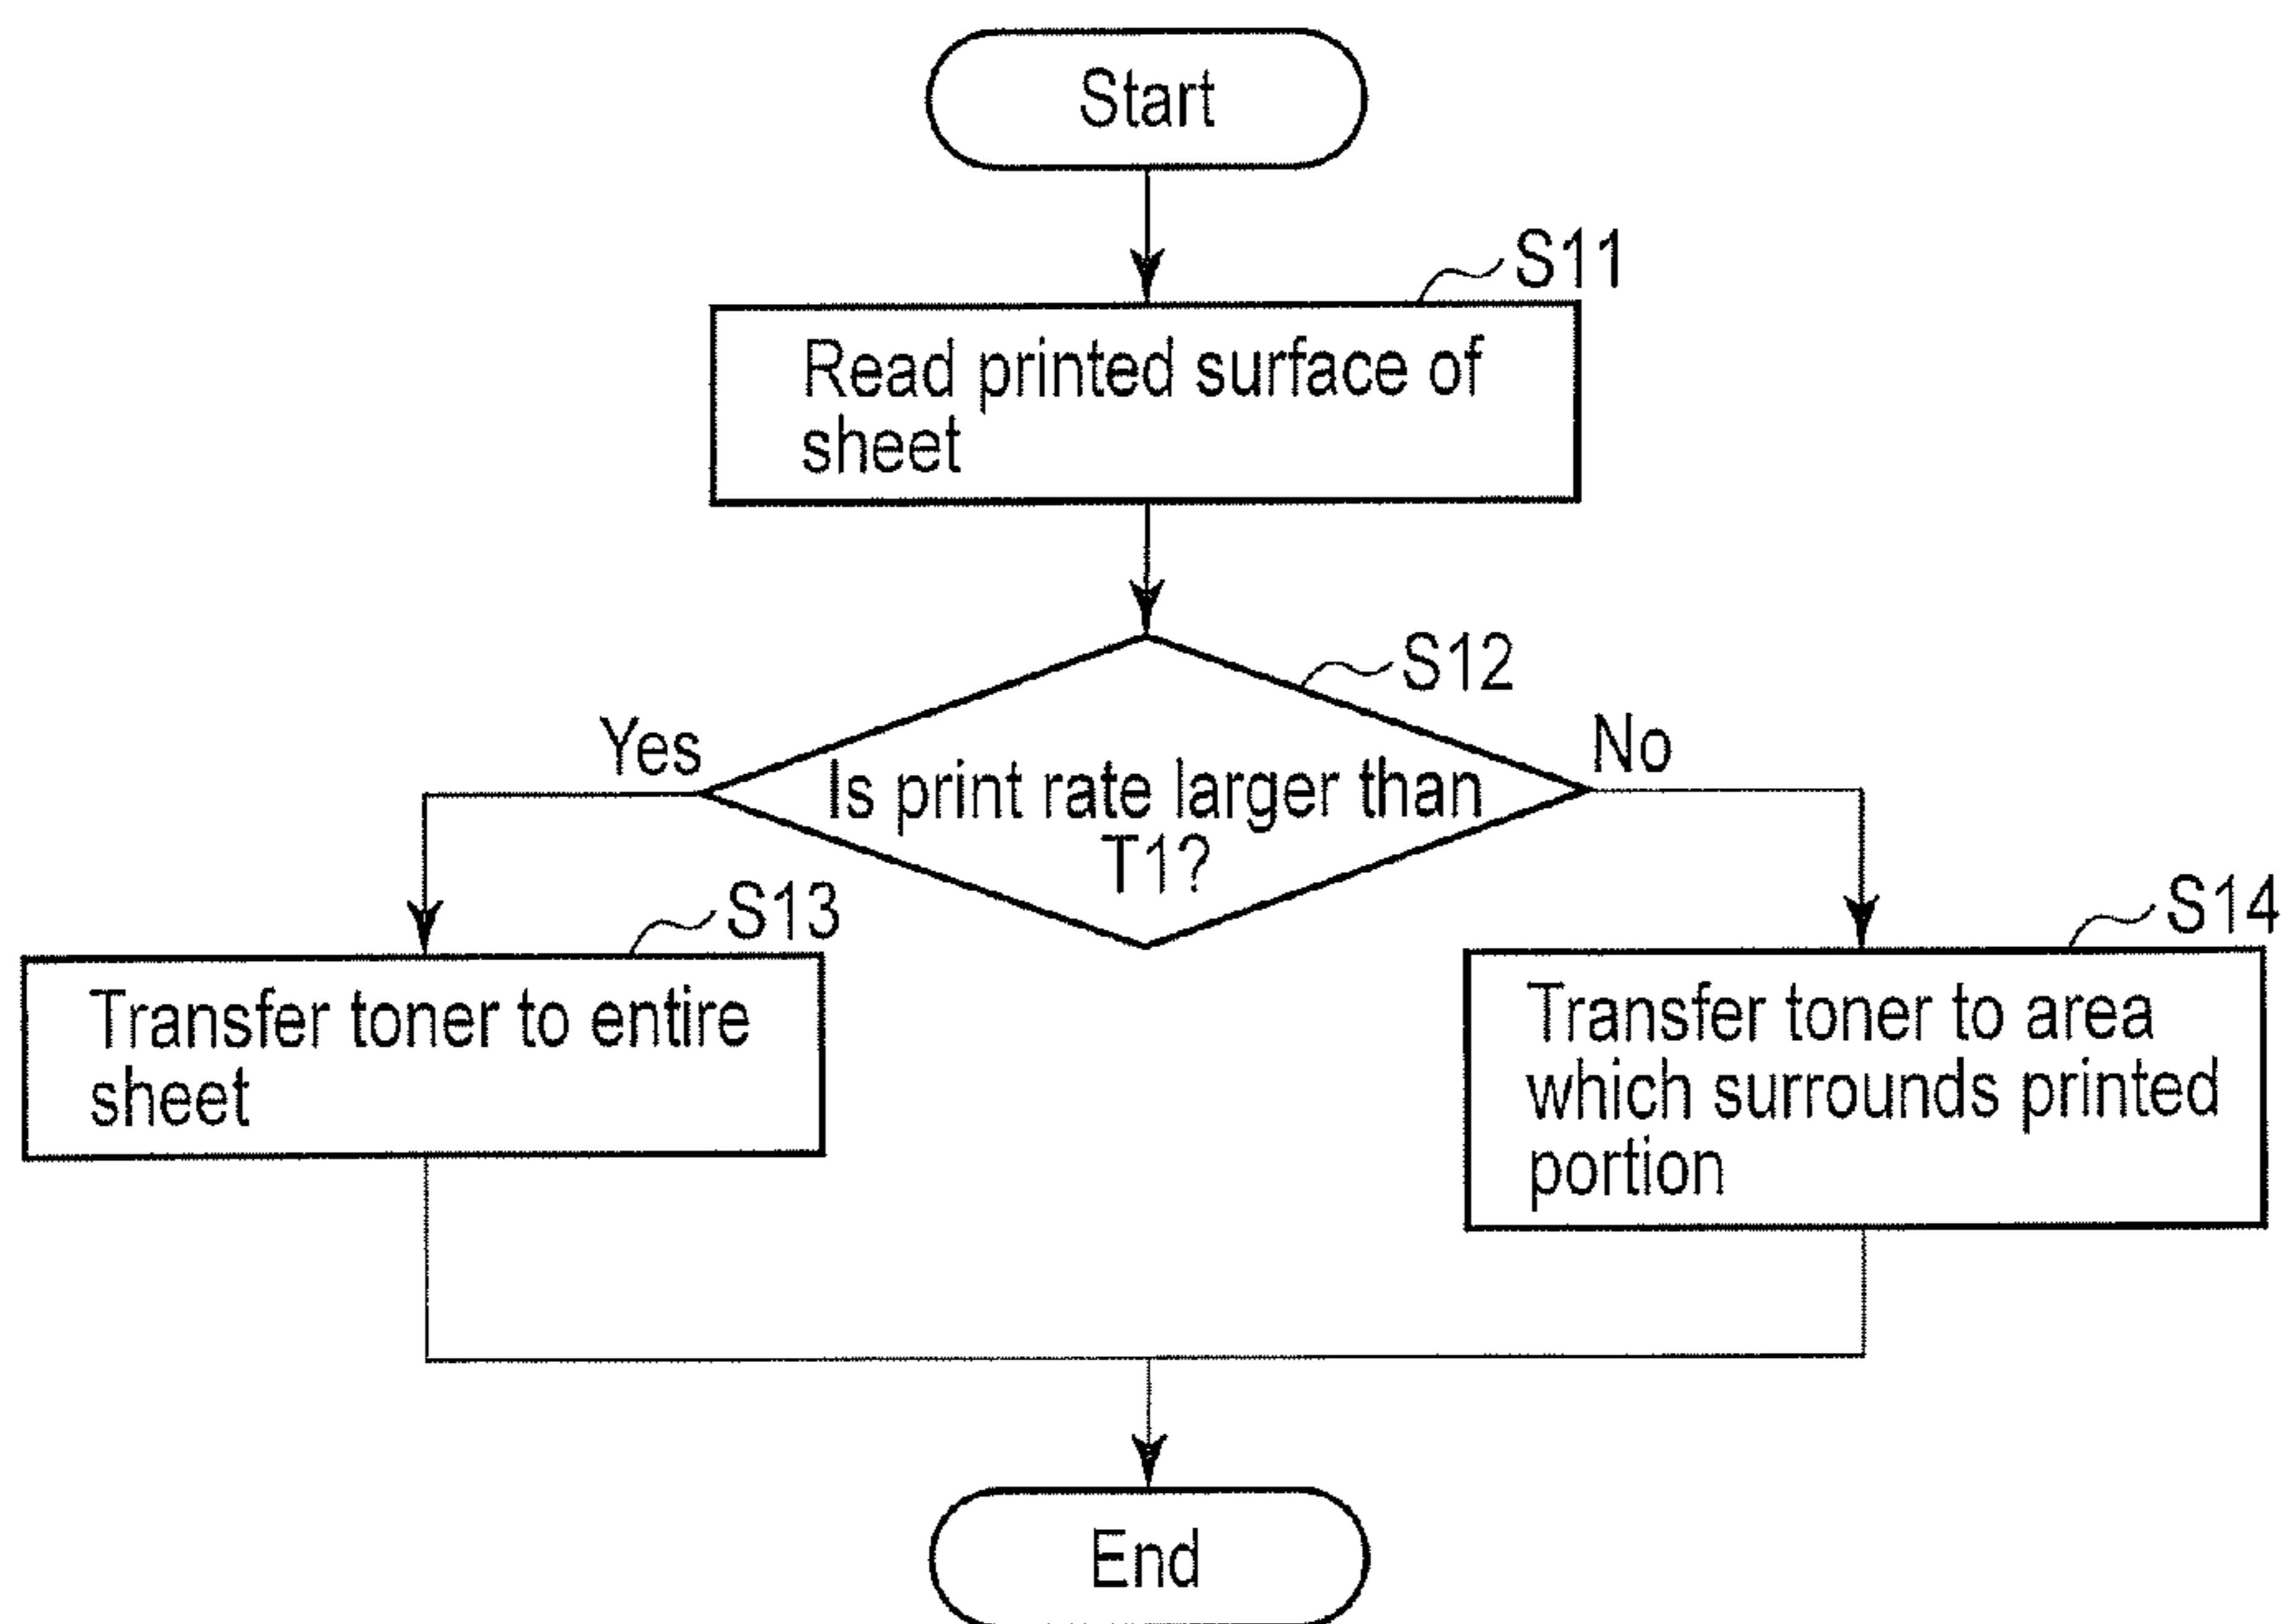 Start
S11
Read printed surface of
sheet
S12
Yes
No
Is print rate larger than
T1?
S13
Transfer toner to entire
sheet
S14
Transfer toner to area
which surrounds printed
portion
End